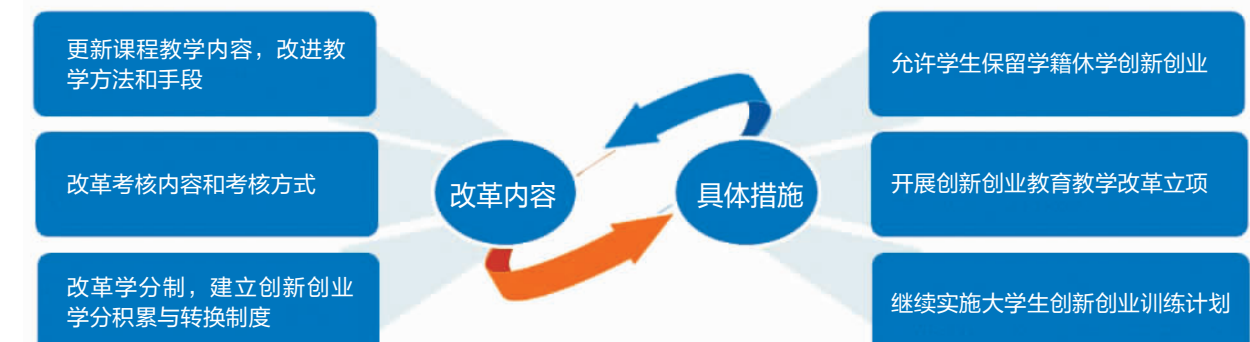 更新课程教学内容，改进教
学方法和手段
改革考核内容和考核方式
改革学分制，建立创新创业
学分积累与转换制度
改革内容
具体措施
允许学生保留学籍休学创新创业
开展创新创业教育教学改革立项
继续实施大学生创新创业训练计划